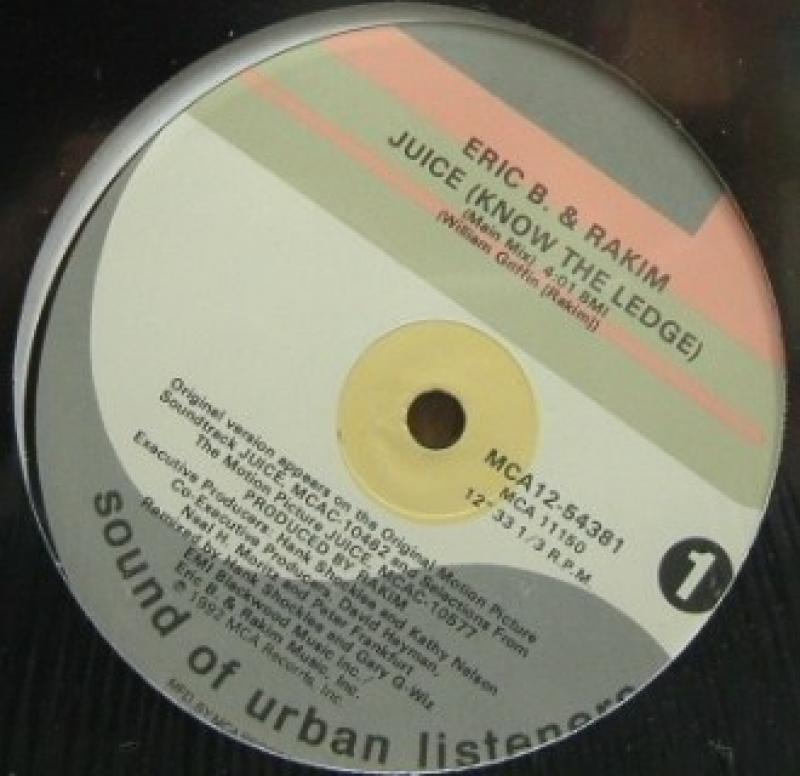 ERIC B. & RAKIM
JUICE (KNOW THE LEDGE)
(Main Mix), 4:01 BMI
(William Griffin (Rakim))
MCA12-54381
MCA 11150
12" 33 1/3 R.P.M
1
Original version appears on the Original Motion Picture
Soundtrack JUICE, MCAC-10462 and Selections From
The Motion Picture JUICE, MCAC-10577
PRODUCED BY RAKIM
Executive Producers: Hank Shocklee and Kathy Nelson
Co-Executive Producers, David Heyman,
Neal H. Moritz and Peter Frankfurt
Remixed by Hank Shocklee and Gary G-Wiz
EMI Blackwood Music Inc./
Eric B. & Rakim Music, Inc.
℗ 1992 MCA Records, Inc.
sound of urban listeners
MFD. BY MCA